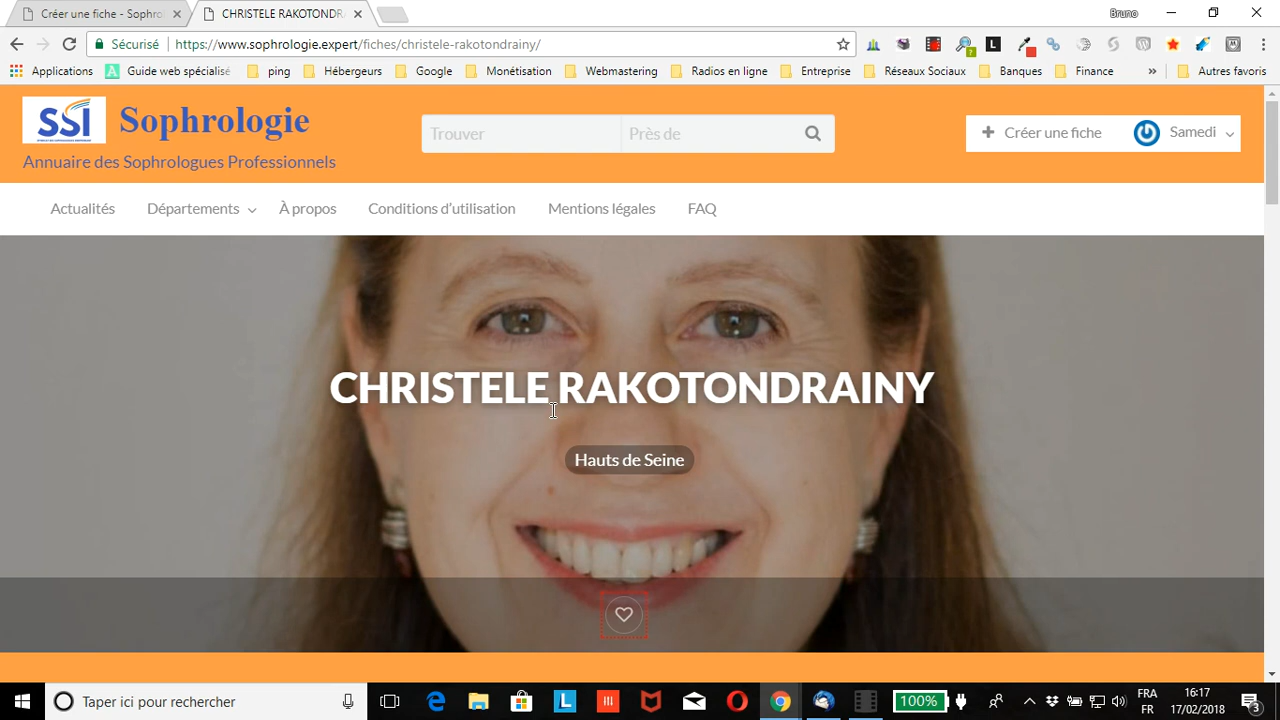 Créer une fiche - Sophro
CHRISTELE RAKOTONDRA
Bruno
Sécurisé
https://www.sophrologie.expert/fiches/christele-rakotondrainy/
Applications
Guide web spécialisé
ping
Hébergeurs
Google
Monétisation
Webmastering
Radios en ligne
Entreprise
Réseaux Sociaux
Banques
Finance
Autres favoris
SSI
Sophrologie
Annuaire des Sophrologues Professionnels
Trouver
Près de
Créer une fiche
Samedi
Actualités
Départements
À propos
Conditions d'utilisation
Mentions légales
FAQ
CHRISTELE RAKOTONDRAINY
Hauts de Seine
Taper ici pour rechercher
100%
FRA
FR
16:17
17/02/2018
3